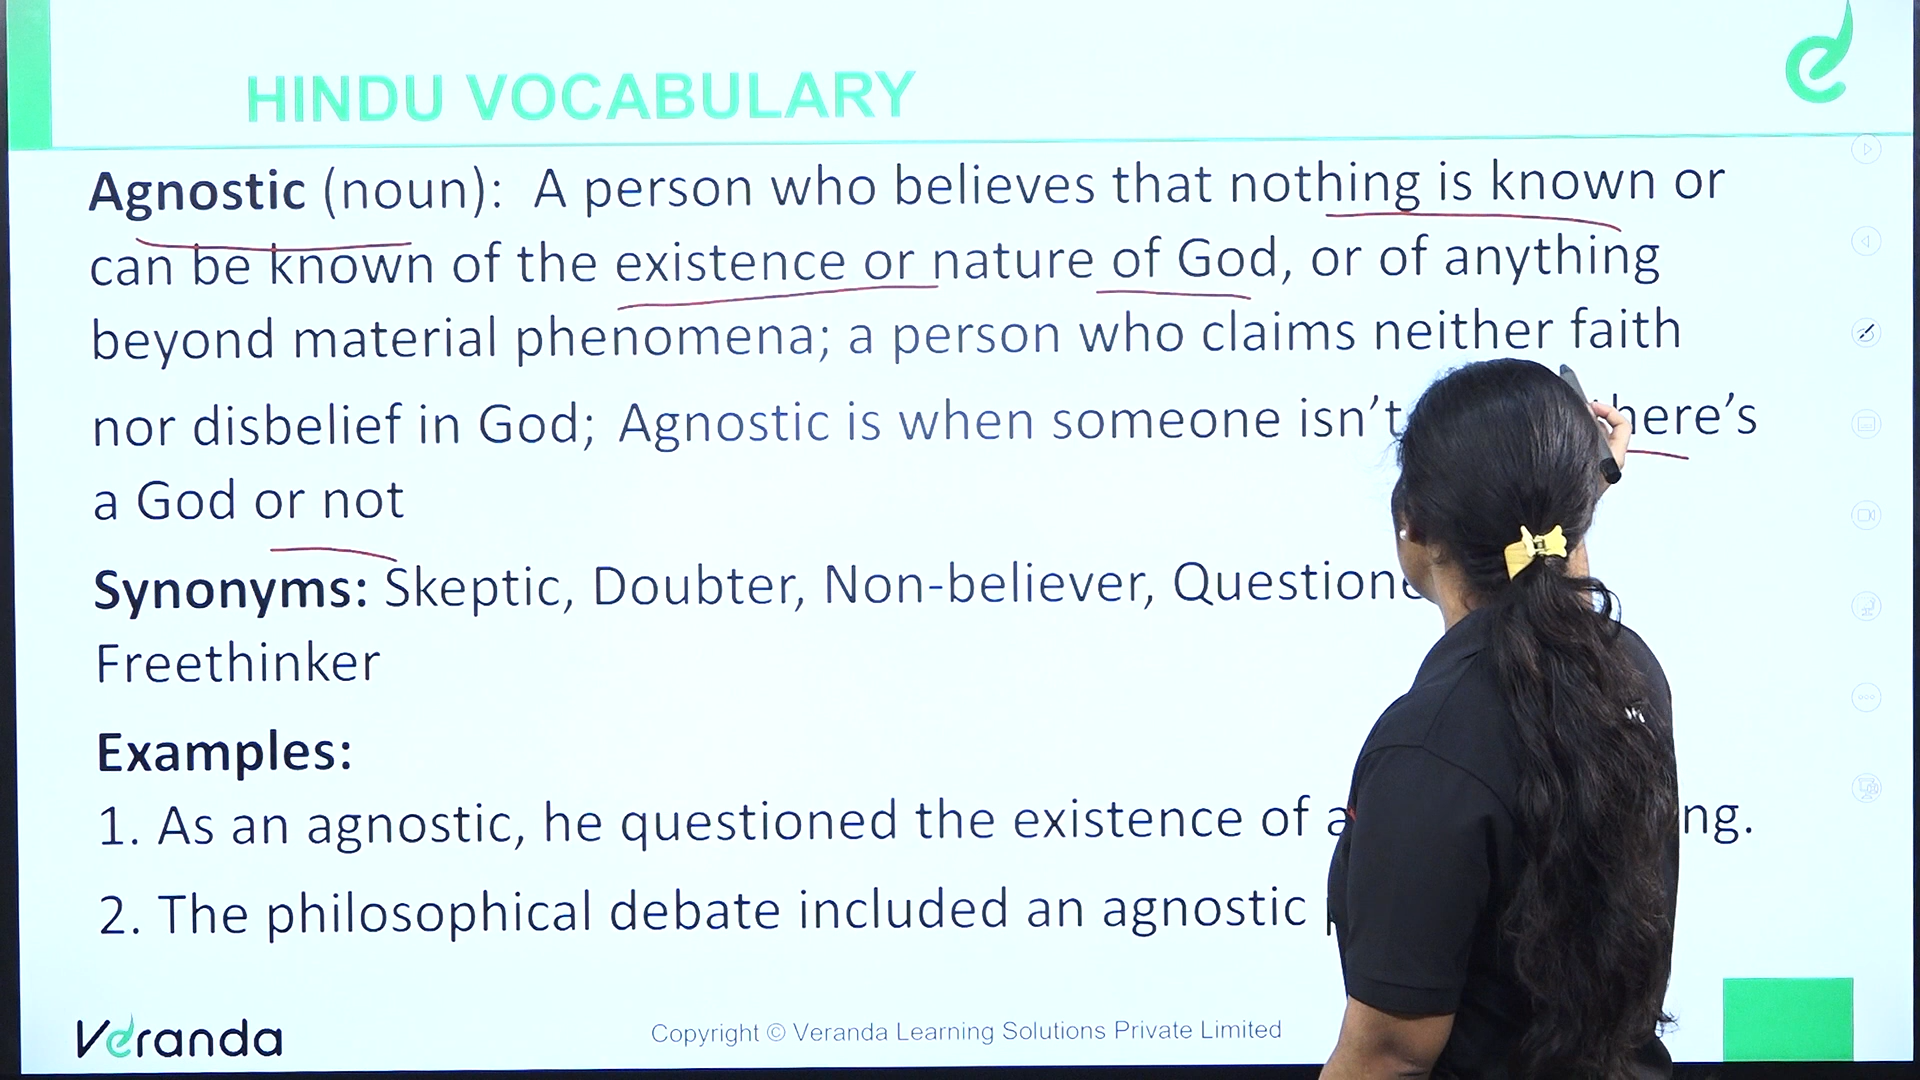 HINDU VOCABULARY
Agnostic (noun): A person who believes that nothing is known or
can be known of the existence or nature of God, or of anything
beyond material phenomena; a person who claims neither faith
nor disbelief in God; Agnostic is when someone isn't here's
a God or not
Synonyms: Skeptic, Doubter, Non-believer, Questione
Freethinker
Examples:
1. As an agnostic, he questioned the existence of a ng.
2. The philosophical debate included an agnostic
Veranda
Copyright © Veranda Learning Solutions Private Limited